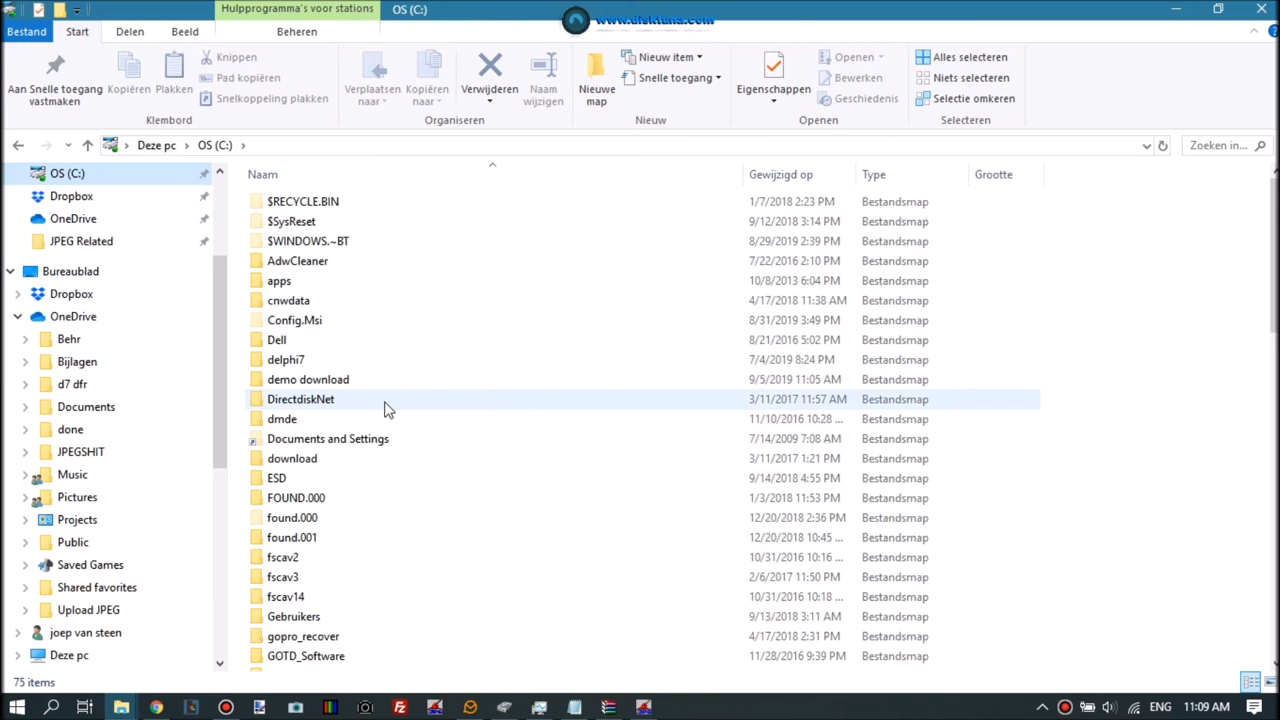 Hulpprogramma's voor stations OS (C:) www.disktuna.com
Bestand Start Delen Beeld Beheren
Aan Snelle toegang vastmaken
Kopiëren
Plakken
Knippen
Pad kopiëren
Snelkoppeling plakken
Klembord
Verplaatsen naar
Kopiëren naar
Verwijderen
Naam wijzigen
Organiseren
Nieuwe map
Nieuw item
Snelle toegang
Nieuw
Eigenschappen
Openen
Bewerken
Geschiedenis
Openen
Alles selecteren
Niets selecteren
Selectie omkeren
Selecteren
Deze pc OS (C:) Zoeken in...
OS (C:)
Dropbox
OneDrive
JPEG Related
Bureaublad
Dropbox
OneDrive
Behr
Bijlagen
d7 dfr
Documents
done
JPEGSHIT
Music
Pictures
Projects
Public
Saved Games
Shared favorites
Upload JPEG
joep van steen
Deze pc
Naam Gewijzigd op Type Grootte
$RECYCLE.BIN 1/7/2018 2:23 PM Bestandsmap
$SysReset 9/12/2018 3:14 PM Bestandsmap
$WINDOWS.~BT 8/29/2019 2:39 PM Bestandsmap
AdwCleaner 7/22/2016 2:10 PM Bestandsmap
apps 10/8/2013 6:04 PM Bestandsmap
cnwdata 4/17/2018 11:38 AM Bestandsmap
Config.Msi 8/31/2019 3:49 PM Bestandsmap
Dell 8/21/2016 5:02 PM Bestandsmap
delphi7 7/4/2019 8:24 PM Bestandsmap
demo download 9/5/2019 11:05 AM Bestandsmap
DirectdiskNet 3/11/2017 11:57 AM Bestandsmap
dmde 11/10/2016 10:28 ... Bestandsmap
Documents and Settings 7/14/2009 7:08 AM Bestandsmap
download 3/11/2017 1:21 PM Bestandsmap
ESD 9/14/2018 4:55 PM Bestandsmap
FOUND.000 1/3/2018 11:53 PM Bestandsmap
found.000 12/20/2018 2:36 PM Bestandsmap
found.001 12/20/2018 10:45 ... Bestandsmap
fscav2 10/31/2016 10:16 ... Bestandsmap
fscav3 2/6/2017 11:50 PM Bestandsmap
fscav14 10/31/2016 10:18 ... Bestandsmap
Gebruikers 9/13/2018 3:11 AM Bestandsmap
gopro_recover 4/17/2018 2:31 PM Bestandsmap
GOTD_Software 11/28/2016 9:39 PM Bestandsmap
75 items
ENG 11:09 AM